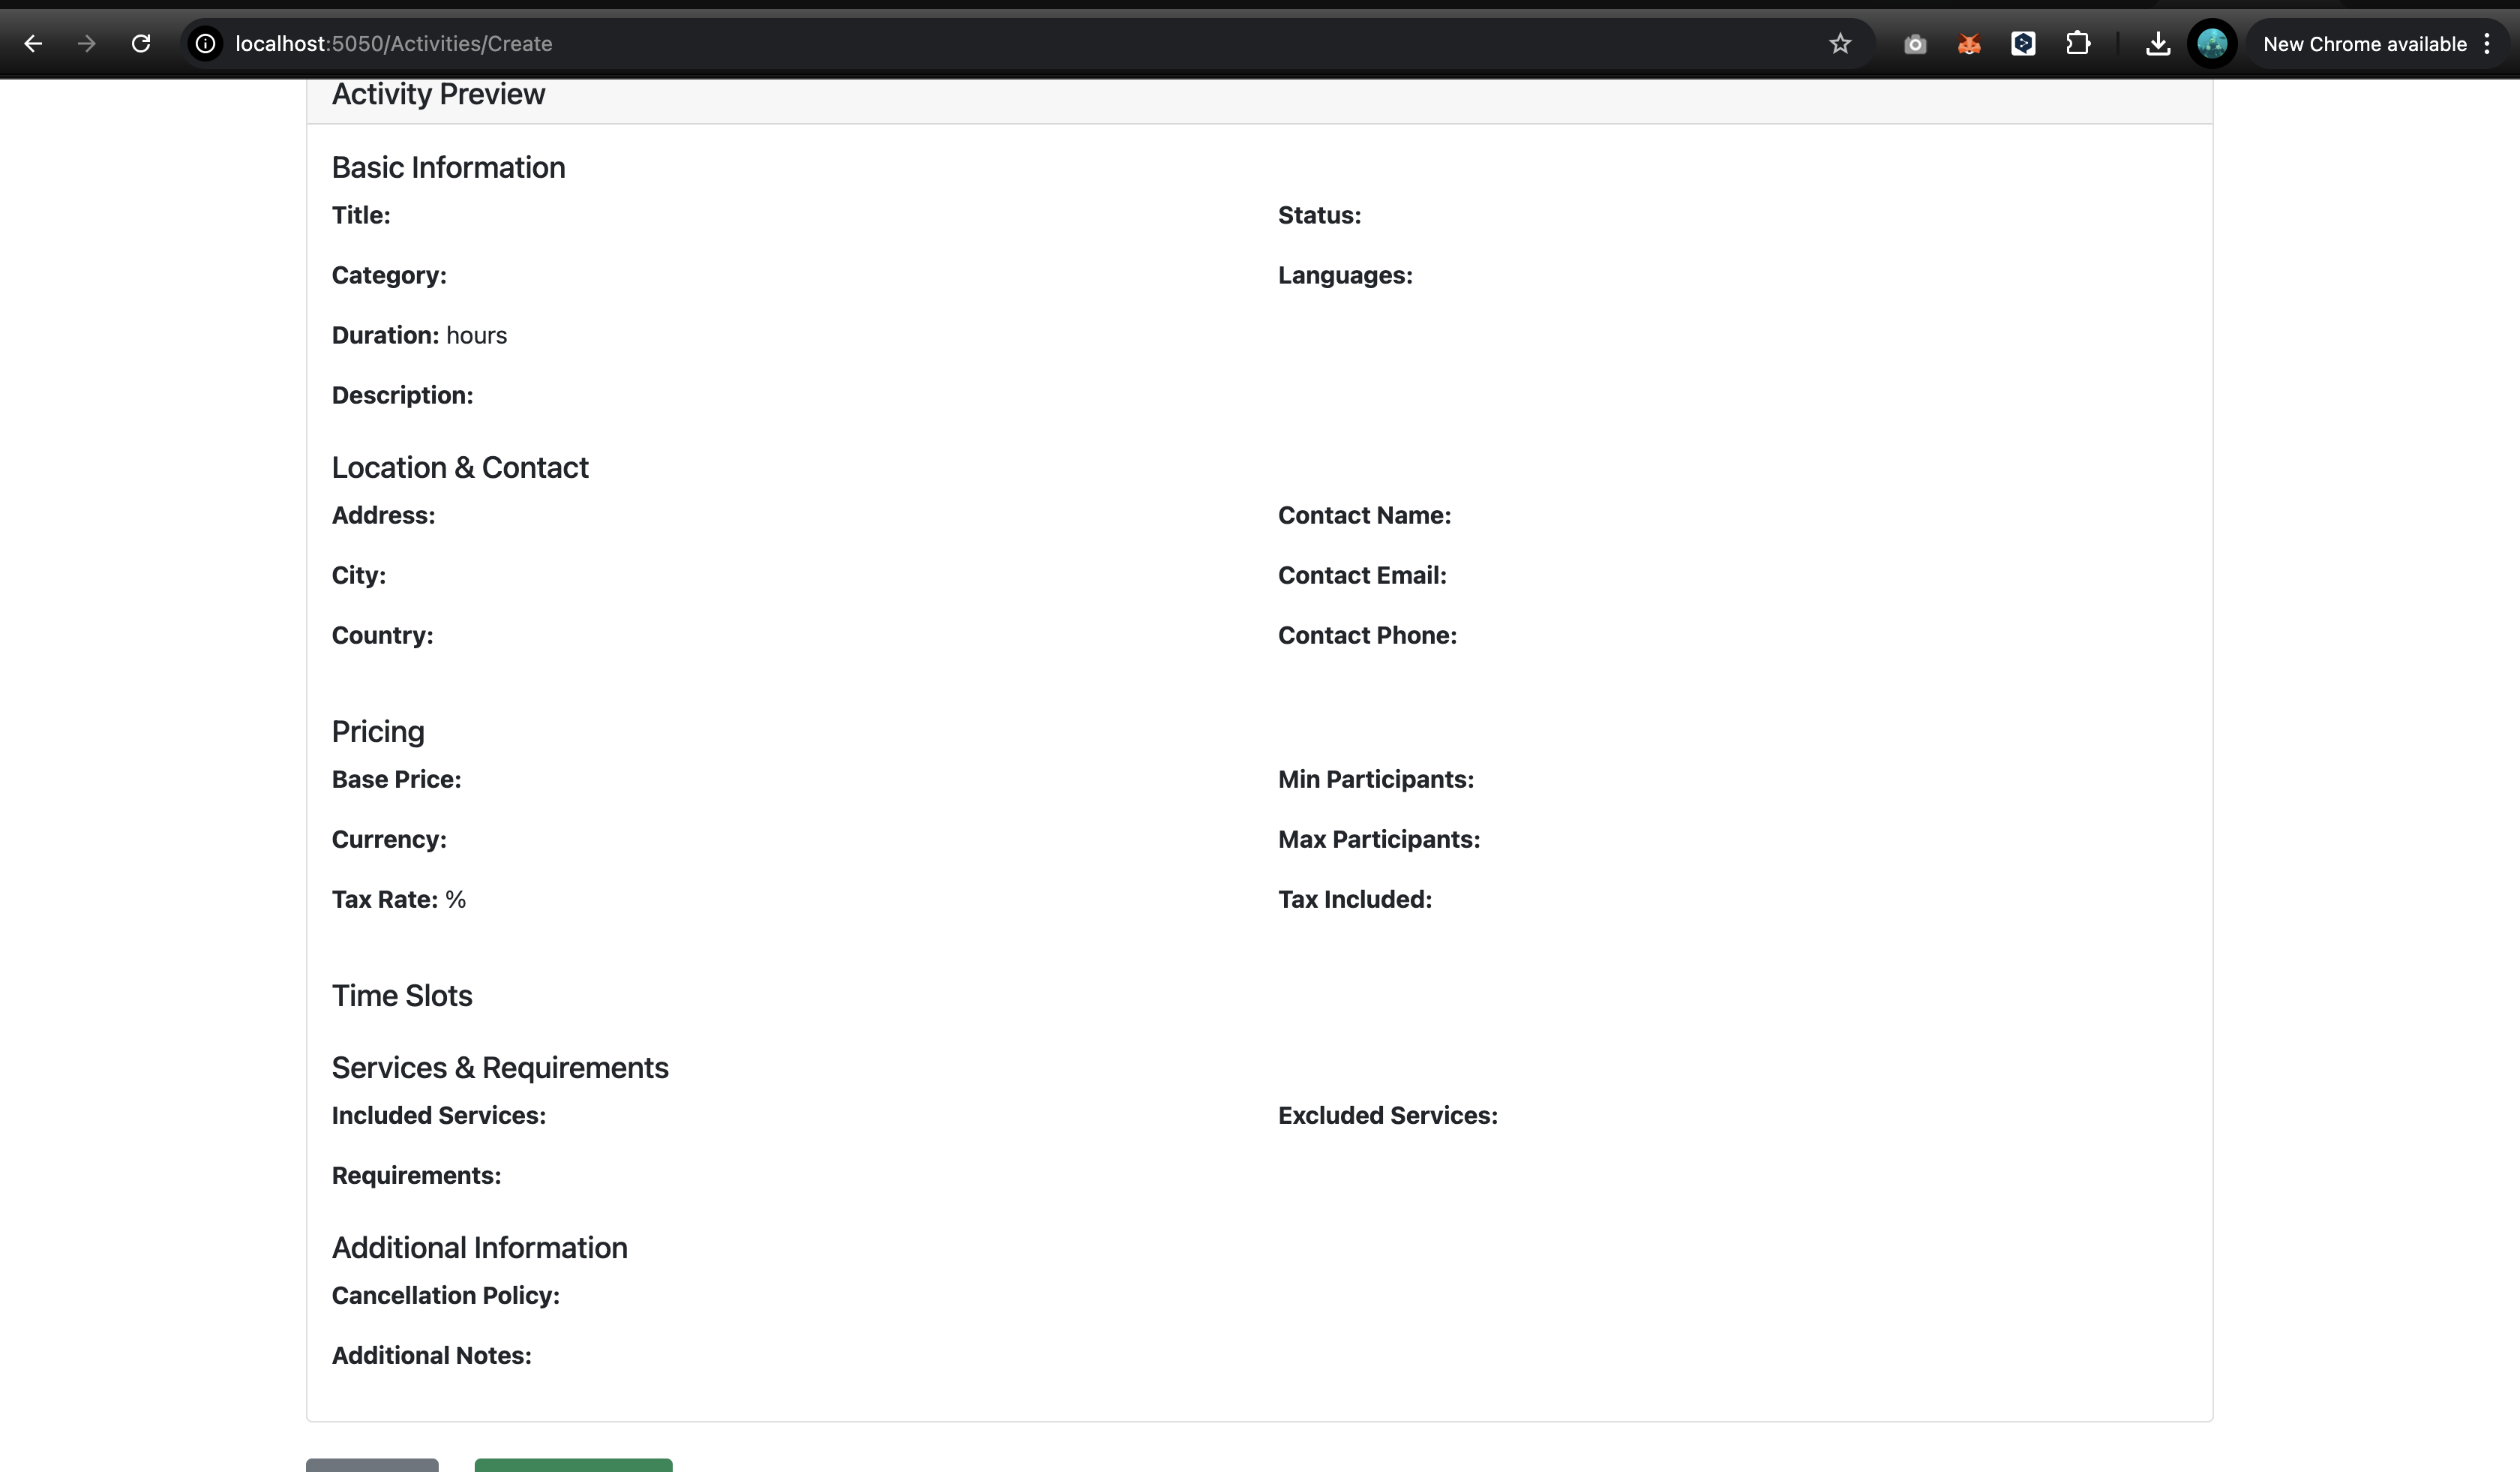 localhost:5050/Activities/Create
New Chrome available
Activity Preview
Basic Information
Title:
Status:
Category:
Languages:
Duration: hours
Description:
Location & Contact
Address:
Contact Name:
City:
Contact Email:
Country:
Contact Phone:
Pricing
Base Price:
Min Participants:
Currency:
Max Participants:
Tax Rate: %
Tax Included:
Time Slots
Services & Requirements
Included Services:
Excluded Services:
Requirements:
Additional Information
Cancellation Policy:
Additional Notes: